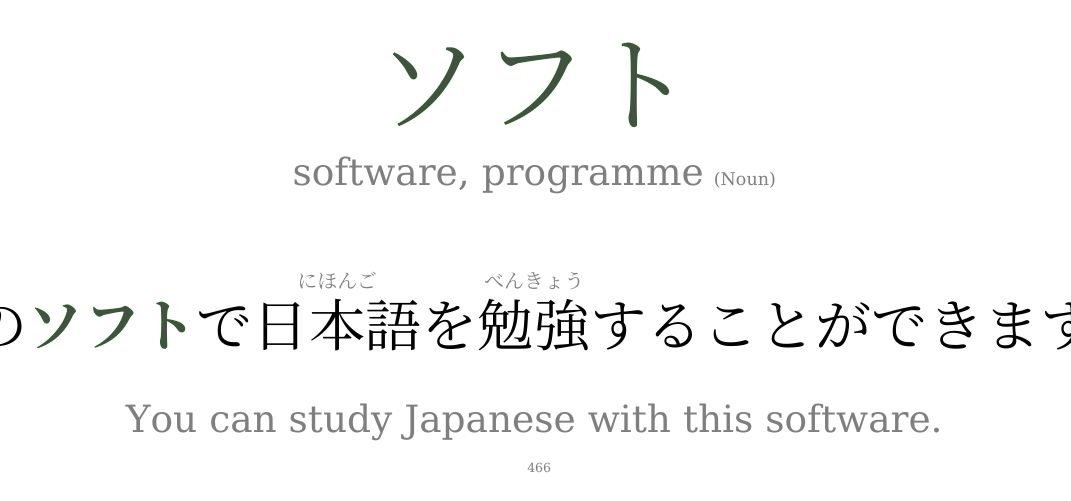 ソフト
software, programme (Noun)
にほんご べんきょう
のソフトで日本語を勉強することができます
You can study Japanese with this software.
466